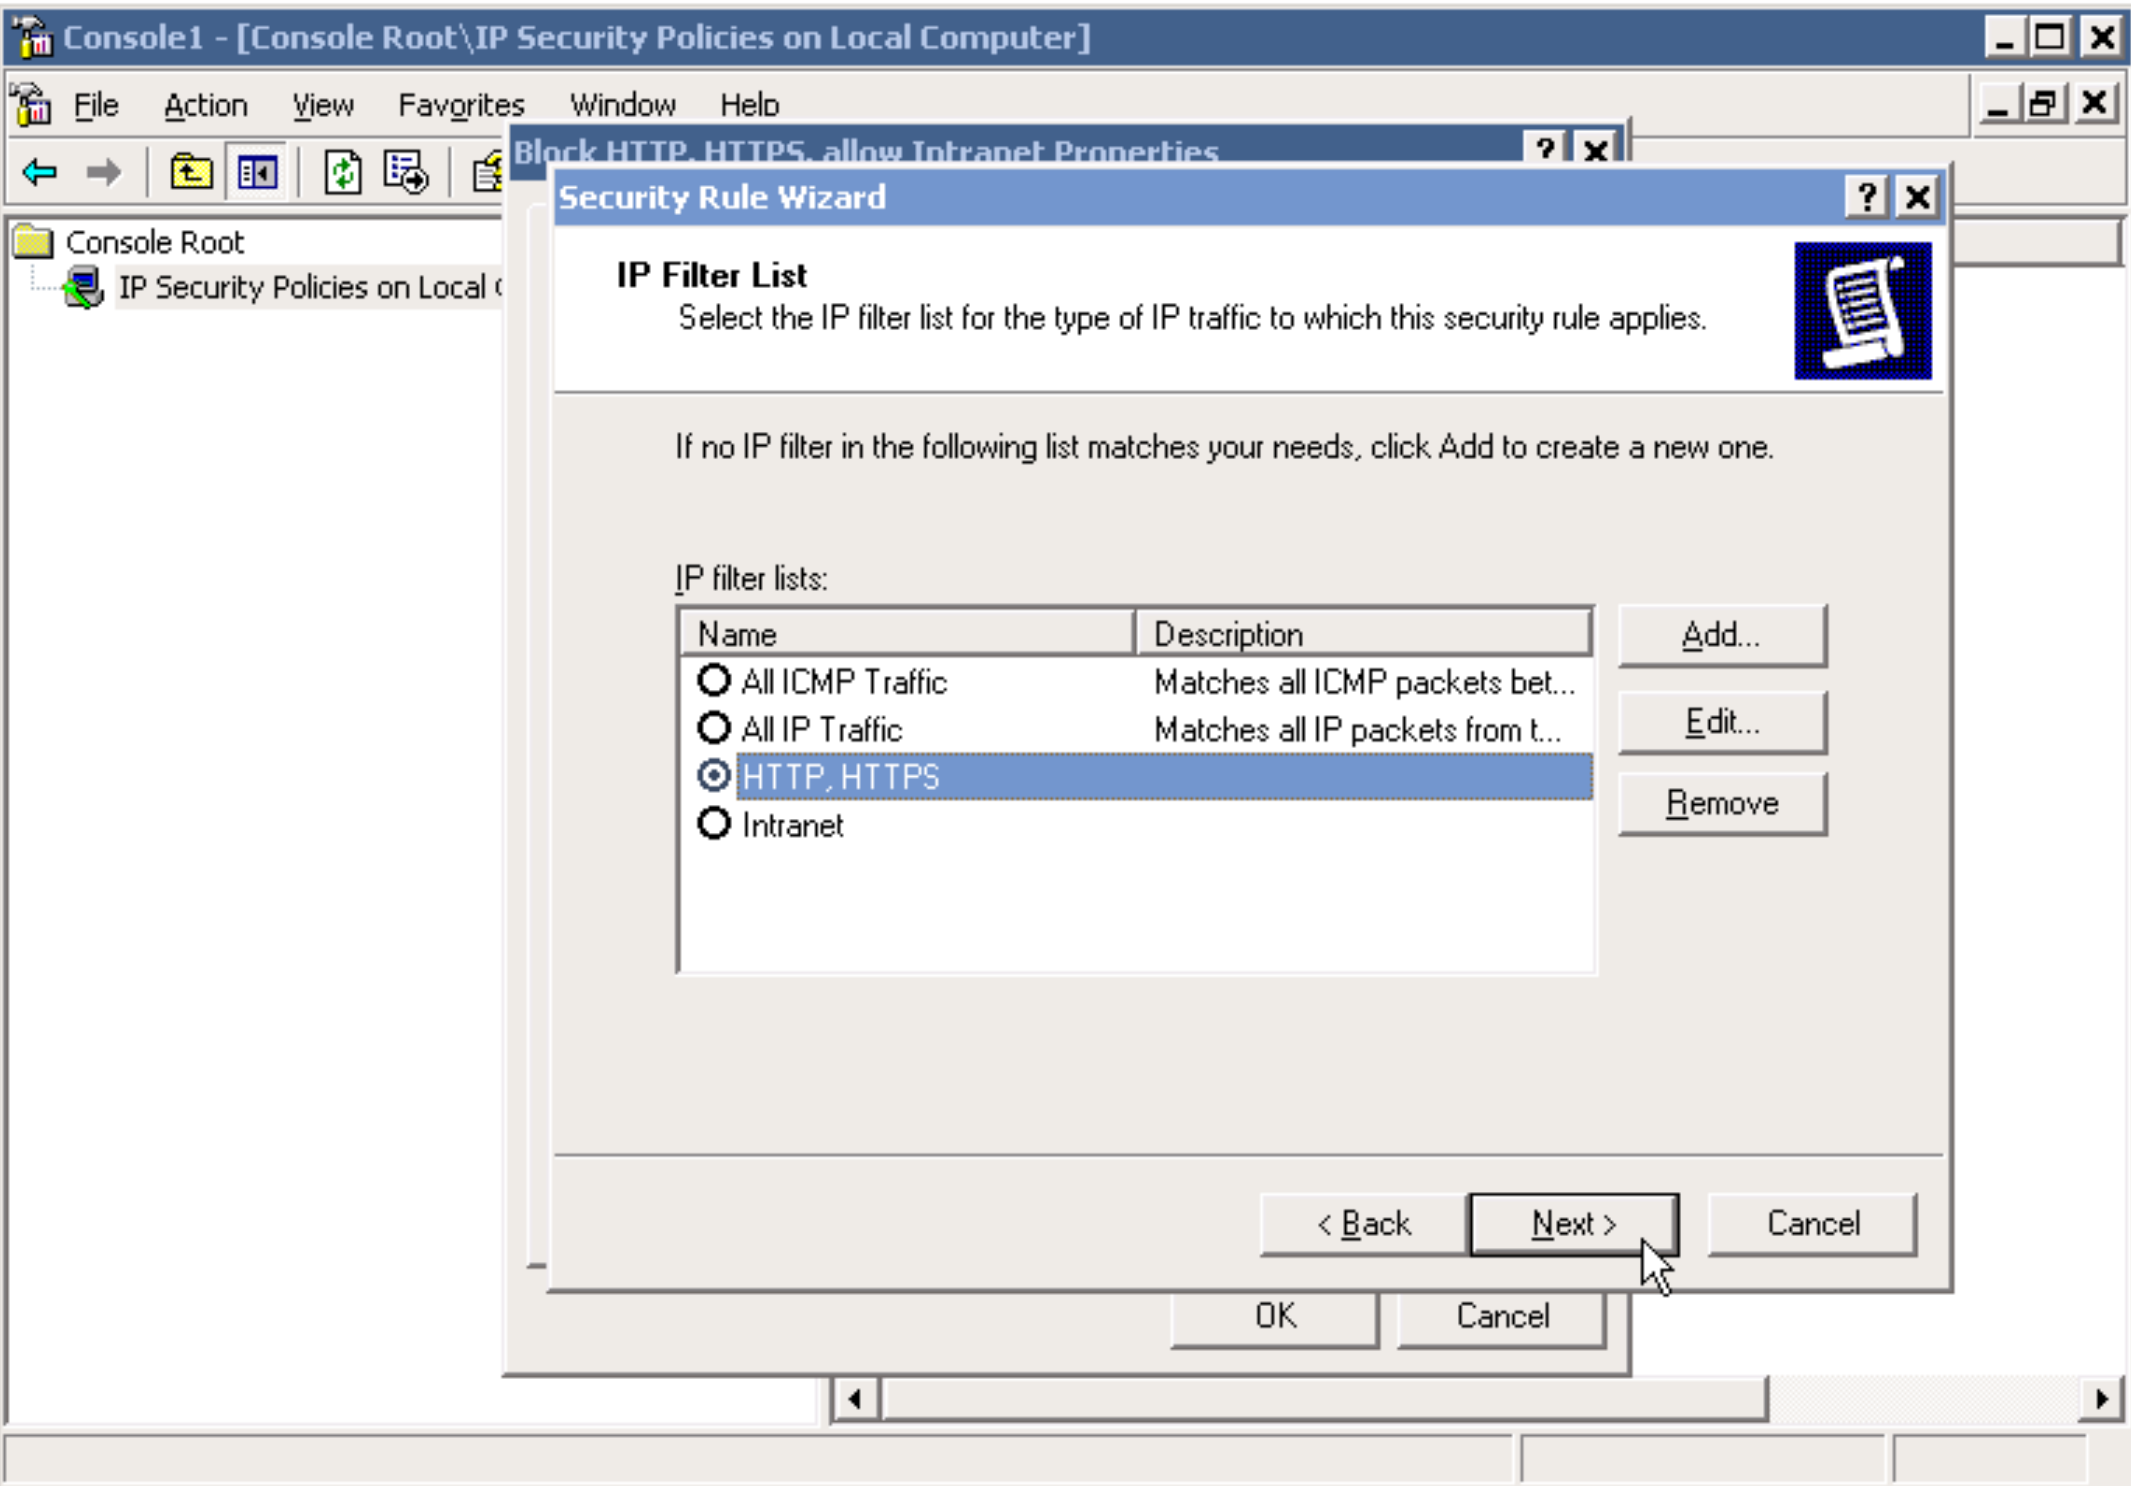 Console1 - [Console Root\IP Security Policies on Local Computer]
File Action View Favorites Window Help
Block HTTP, HTTPS, allow Intranet Properties
Security Rule Wizard
Console Root
IP Security Policies on Local
IP Filter List
Select the IP filter list for the type of IP traffic to which this security rule applies.
If no IP filter in the following list matches your needs, click Add to create a new one.
IP filter lists:
Name Description
All ICMP Traffic Matches all ICMP packets bet...
All IP Traffic Matches all IP packets from t...
HTTP, HTTPS
Intranet
Add...
Edit...
Remove
< Back Next > Cancel
OK Cancel